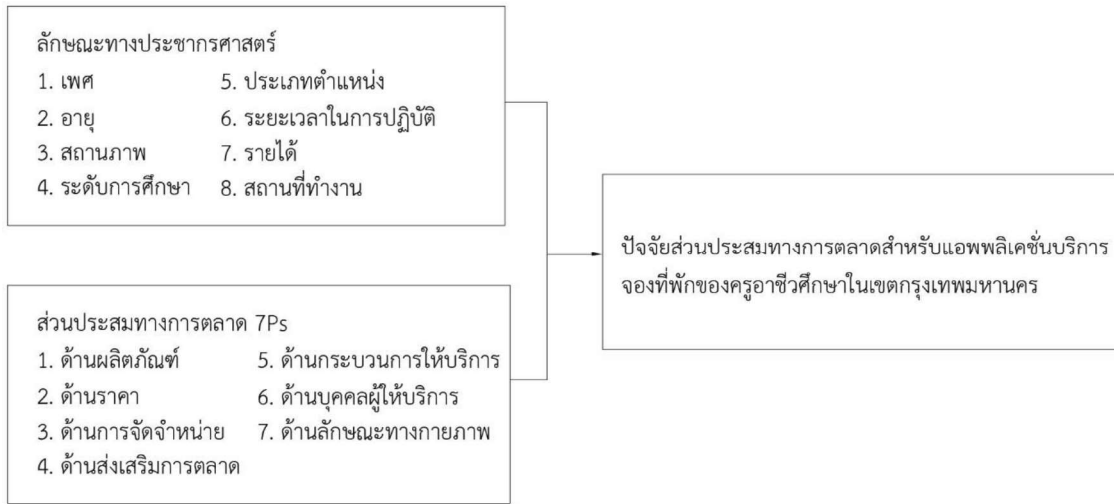 ลักษณะทางประชากรศาสตร์
1. เพศ 5. ประเภทตำแหน่ง
2. อายุ 6. ระยะเวลาในการปฏิบัติ
3. สถานภาพ 7. รายได้
4. ระดับการศึกษา 8. สถานที่ทำงาน
ส่วนประสมทางการตลาด 7Ps
1. ด้านผลิตภัณฑ์ 5. ด้านกระบวนการให้บริการ
2. ด้านราคา 6. ด้านบุคคลผู้ให้บริการ
3. ด้านการจัดจำหน่าย 7. ด้านลักษณะทางกายภาพ
4. ด้านส่งเสริมการตลาด
ปัจจัยส่วนประสมทางการตลาดสำหรับแอพพลิเคชั่นบริการ
จองที่พักของครูอาชีวศึกษาในเขตกรุงเทพมหานคร